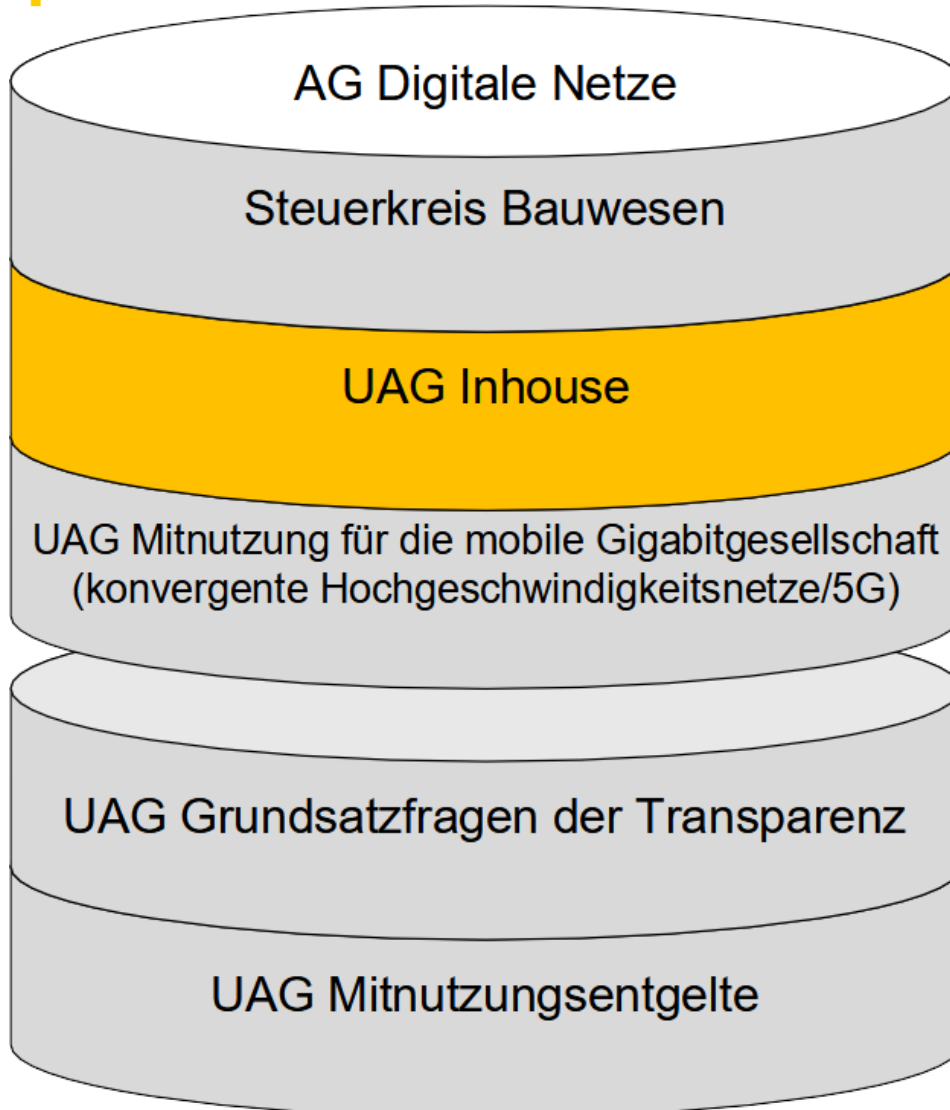 AG Digitale Netze
Steuerkreis Bauwesen
UAG Inhouse
UAG Mitnutzung für die mobile Gigabitgesellschaft
(konvergente Hochgeschwindigkeitsnetze/5G)
UAG Grundsatzfragen der Transparenz
UAG Mitnutzungsentgelte